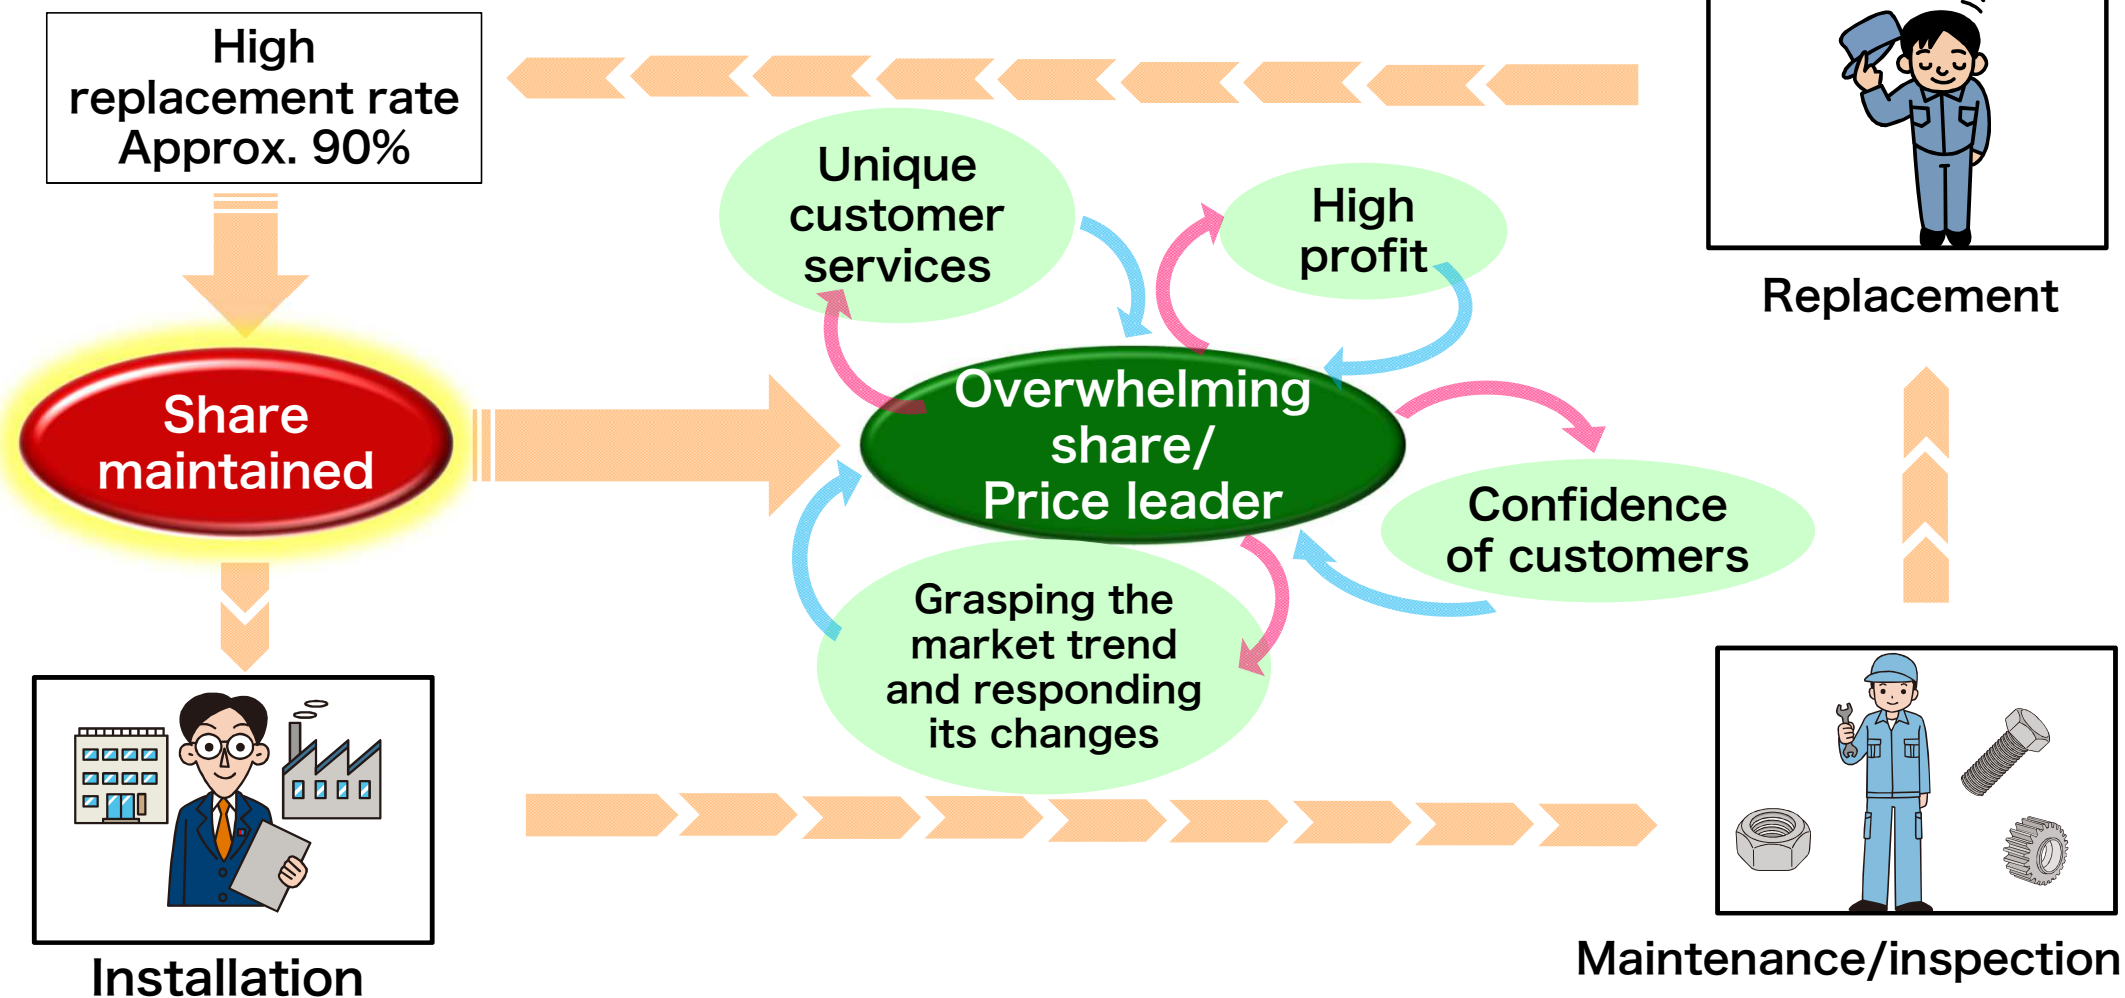 High
replacement rate
Approx. 90%
Unique
customer
services
High
profit
Replacement
Share
maintained
Overwhelming
share/
Price leader
Confidence
of customers
Grasping the
market trend
and responding
its changes
Installation
Maintenance/inspection